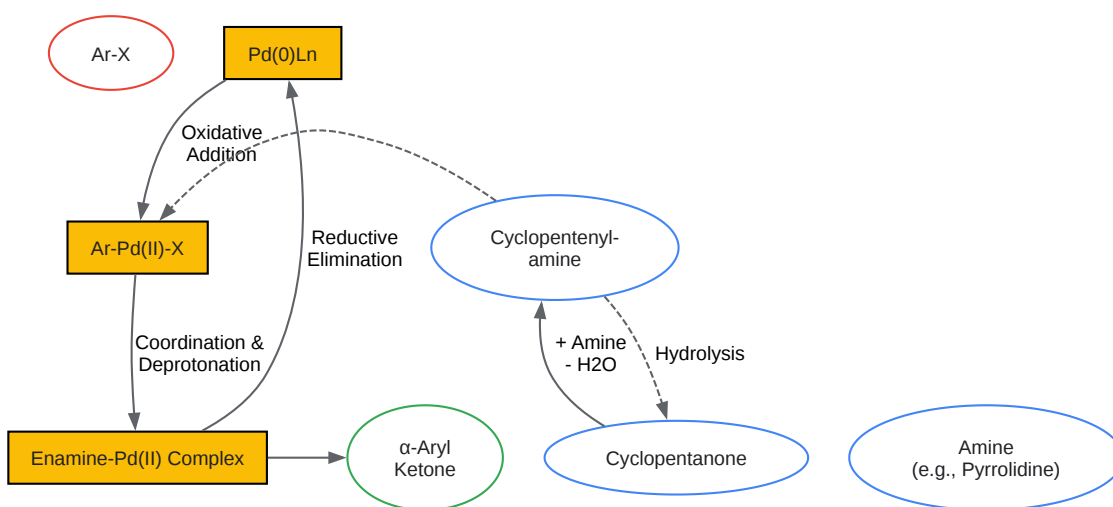 Ar-X
Pd(0)Ln
Oxidative
Addition
Ar-Pd(II)-X
Reductive
Elimination
Cyclopentenyl-
amine
Coordination &
Deprotonation
+ Amine
- H2O
Hydrolysis
Enamine-Pd(II) Complex
α-Aryl
Ketone
Cyclopentanone
Amine
(e.g., Pyrrolidine)